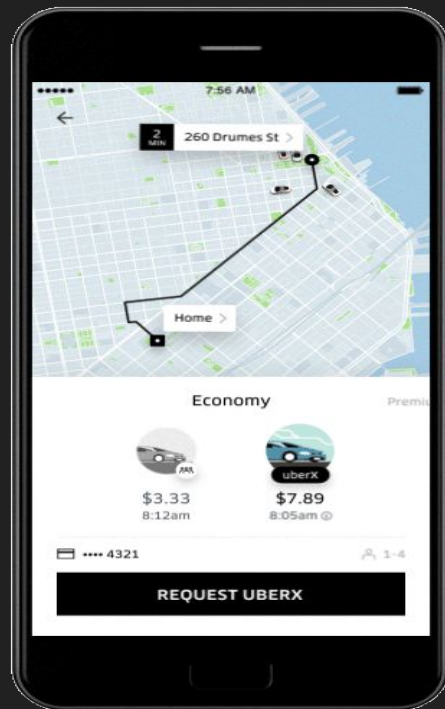 7:56 AM
2 MIN
260 Drumes St >
Home >
Economy
Premiu
uberX
$3.33
$7.89
8:12am
8:05am
•••• 4321
1-4
REQUEST UBERX